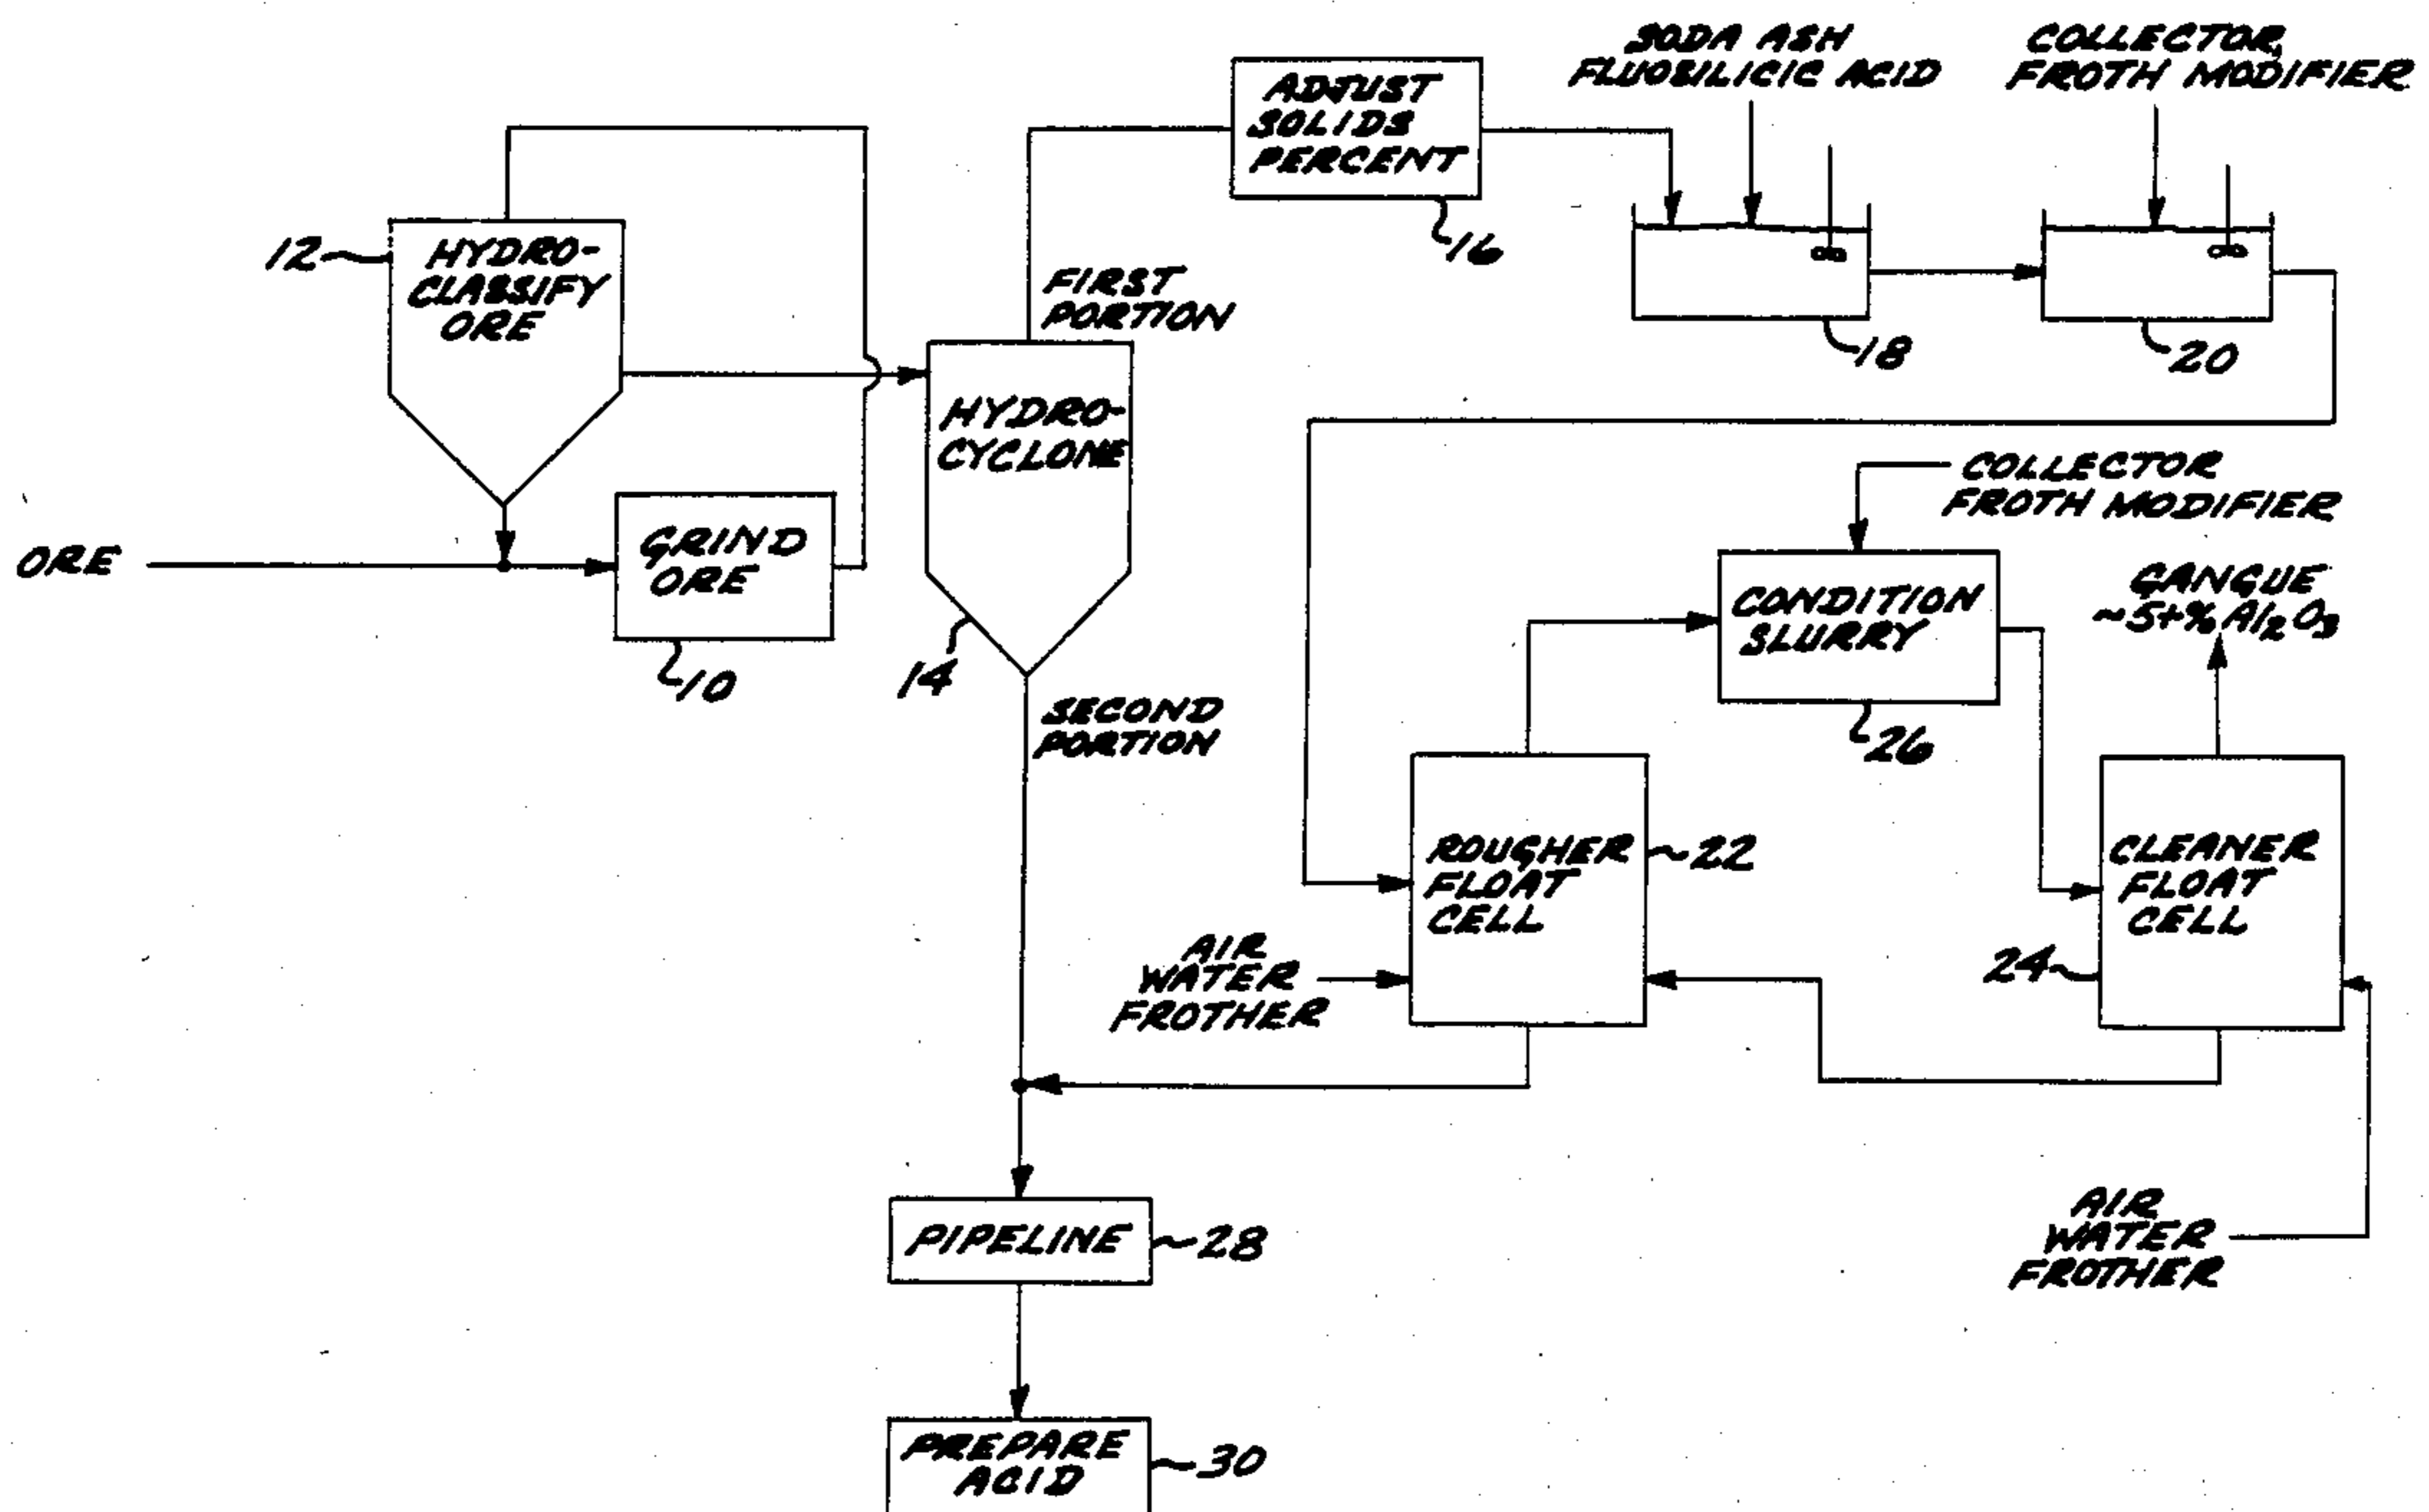 SODA ASH
FLUOSILICIC ACID
COLLECTOR,
FROTH MODIFIER
ADJUST
SOLIDS
PERCENT
16
18
20
12
HYDRO-
CLASSIFY
ORE
FIRST
PORTION
HYDRO-
CYCLONE
14
ORE
GRIND
ORE
10
SECOND
PORTION
COLLECTOR
FROTH MODIFIER
CONDITION
SLURRY
26
GANGUE
~5+% Al2O3
ROUGHER
FLOAT
CELL
22
CLEANER
FLOAT
CELL
24
AIR
WATER
FROTHER
AIR
WATER
FROTHER
PIPELINE
28
PREPARE
ACID
30